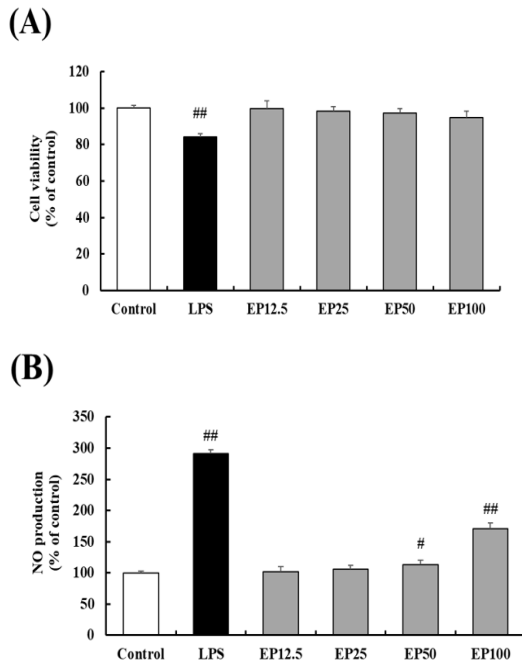 (A)
Cell viability
(% of control)
120
100
80
60
40
20
0
##
Control LPS EP12.5 EP25 EP50 EP100
(B)
NO production
(% of control)
350
300
250
200
150
100
50
0
##
#
##
Control LPS EP12.5 EP25 EP50 EP100